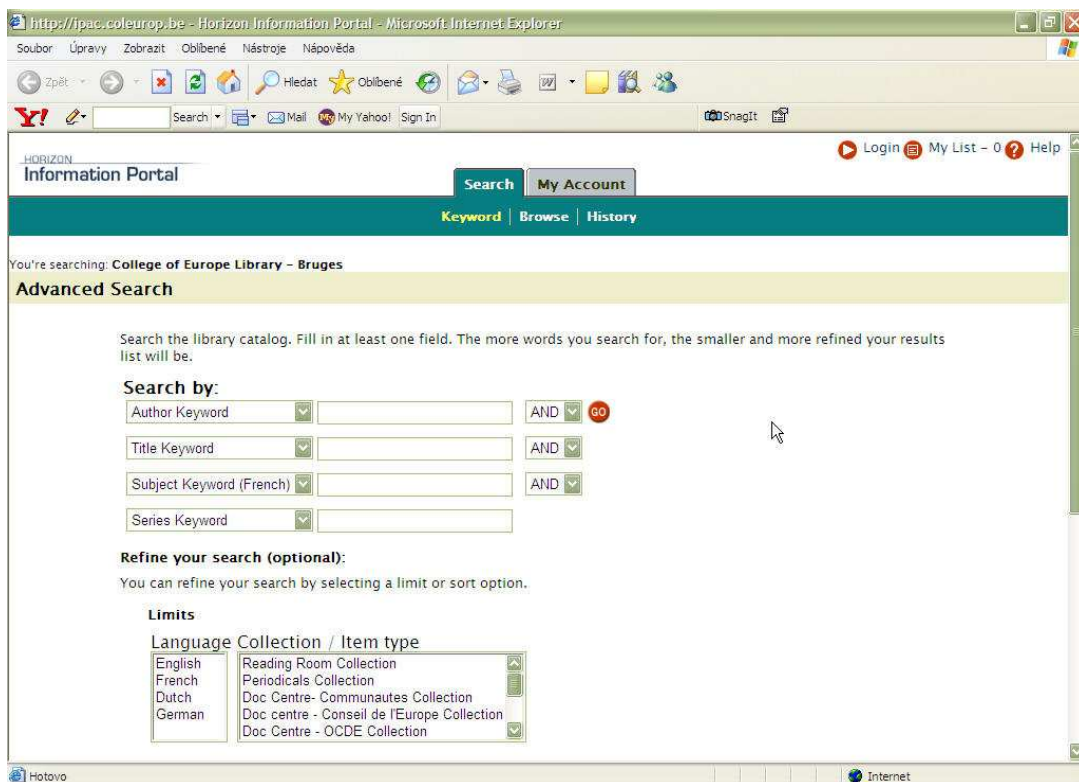 http://ipac.coleurop.be - Horizon Information Portal - Microsoft Internet Explorer
Soubor Úpravy Zobrazit Oblíbené Nástroje Nápověda
Zpět Hledat Oblíbené W
Y! Search Mail My Yahoo! Sign In SnagIt
Login My List - 0 ? Help
HORIZON
Information Portal
Search My Account
Keyword | Browse | History
You're searching: College of Europe Library - Bruges
Advanced Search
Search the library catalog. Fill in at least one field. The more words you search for, the smaller and more refined your results
list will be.
Search by:
Author Keyword AND GO
Title Keyword AND
Subject Keyword (French) AND
Series Keyword
Refine your search (optional):
You can refine your search by selecting a limit or sort option.
Limits
Language Collection / Item type
English Reading Room Collection
French Periodicals Collection
Dutch Doc Centre- Communautes Collection
German Doc centre - Conseil de l'Europe Collection
Doc Centre - OCDE Collection
Hotovo Internet